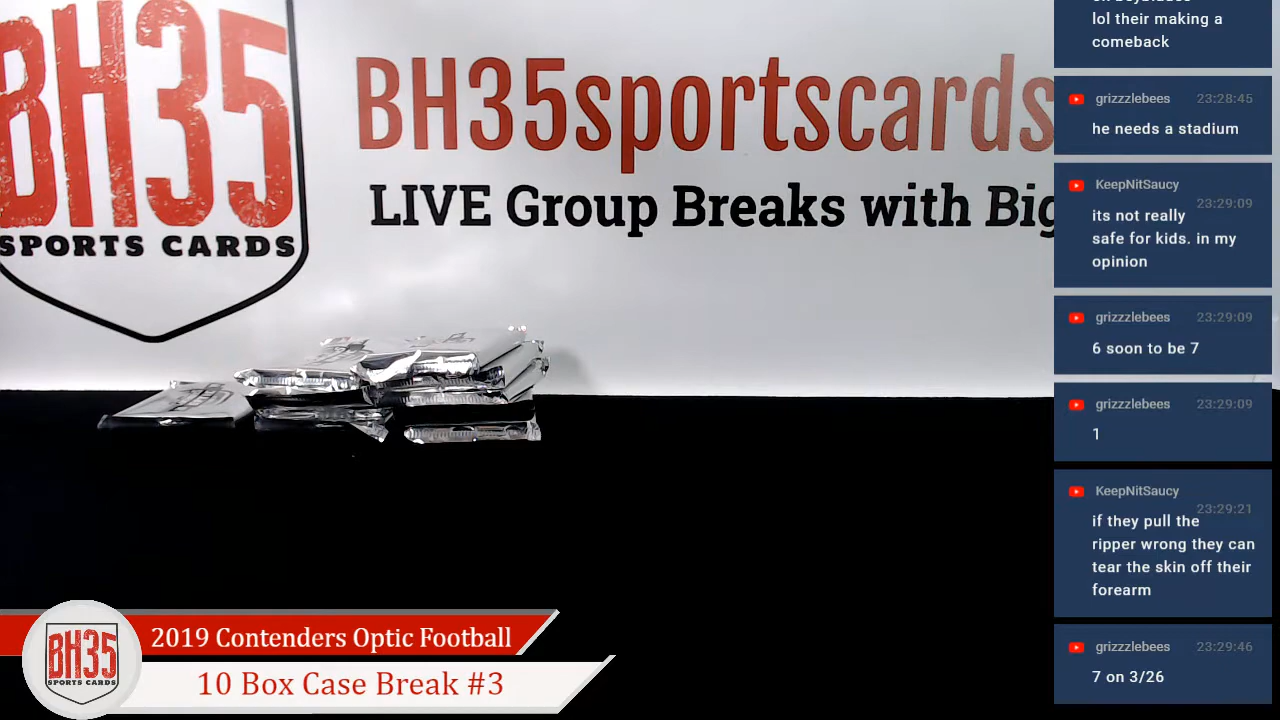 BH35
SPORTS CARDS
BH35sportscards
LIVE Group Breaks with Big
lol their making a
comeback
grizzzlebees 23:28:45
he needs a stadium
KeepNitSaucy
23:29:09
its not really
safe for kids. in my
opinion
grizzzlebees 23:29:09
6 soon to be 7
grizzzlebees 23:29:09
1
KeepNitSaucy
23:29:21
if they pull the
ripper wrong they can
tear the skin off their
forearm
grizzzlebees 23:29:46
7 on 3/26
2019 Contenders Optic Football
10 Box Case Break #3
BH35
SPORTS CARDS